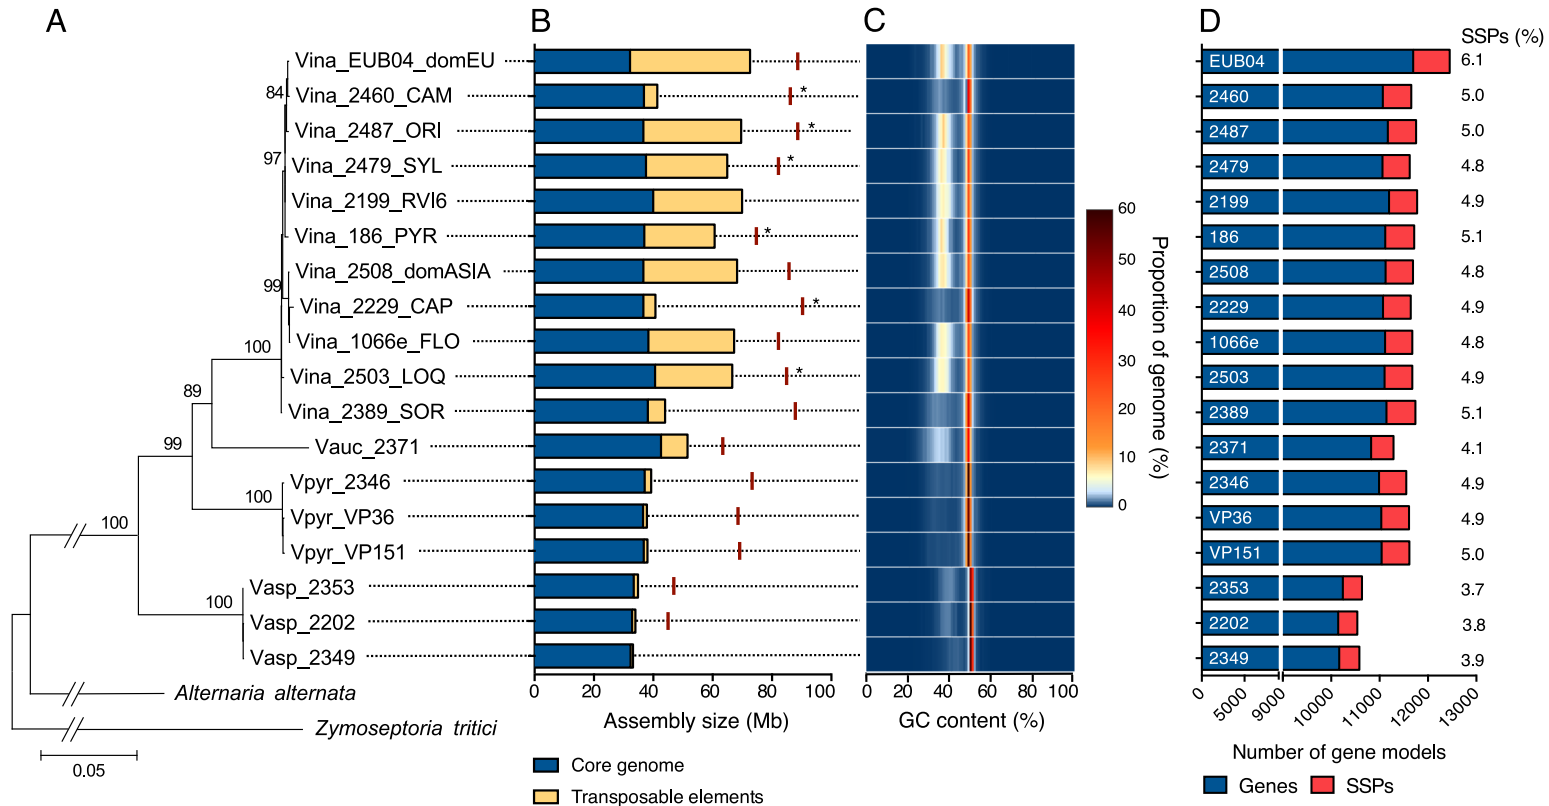 A
B
C
D
SSPs (%)
Vina_EUB04_domEU
EUB04
6.1
84
Vina_2460_CAM
*
2460
5.0
Vina_2487_ORI
*
2487
5.0
97
Vina_2479_SYL
*
2479
4.8
Vina_2199_RVI6
2199
4.9
Vina_186_PYR
*
186
5.1
Vina_2508_domASIA
2508
4.8
99
Vina_2229_CAP
*
2229
4.9
Vina_1066e_FLO
1066e
4.8
100
Vina_2503_LOQ
*
2503
4.9
89
Vina_2389_SOR
2389
5.1
99
Vauc_2371
2371
4.1
Vpyr_2346
2346
4.9
100
Vpyr_VP36
VP36
4.9
100
Vpyr_VP151
VP151
5.0
Vasp_2353
2353
3.7
100
Vasp_2202
2202
3.8
Vasp_2349
2349
3.9
Alternaria alternata
Zymoseptoria tritici
0.05
0 20 40 60 80 100
Assembly size (Mb)
Core genome
Transposable elements
0 20 40 60 80 100
GC content (%)
60
50
40
30
20
10
0
Proportion of genome (%)
0 5000 9000 10000 11000 12000 13000
Number of gene models
Genes SSPs